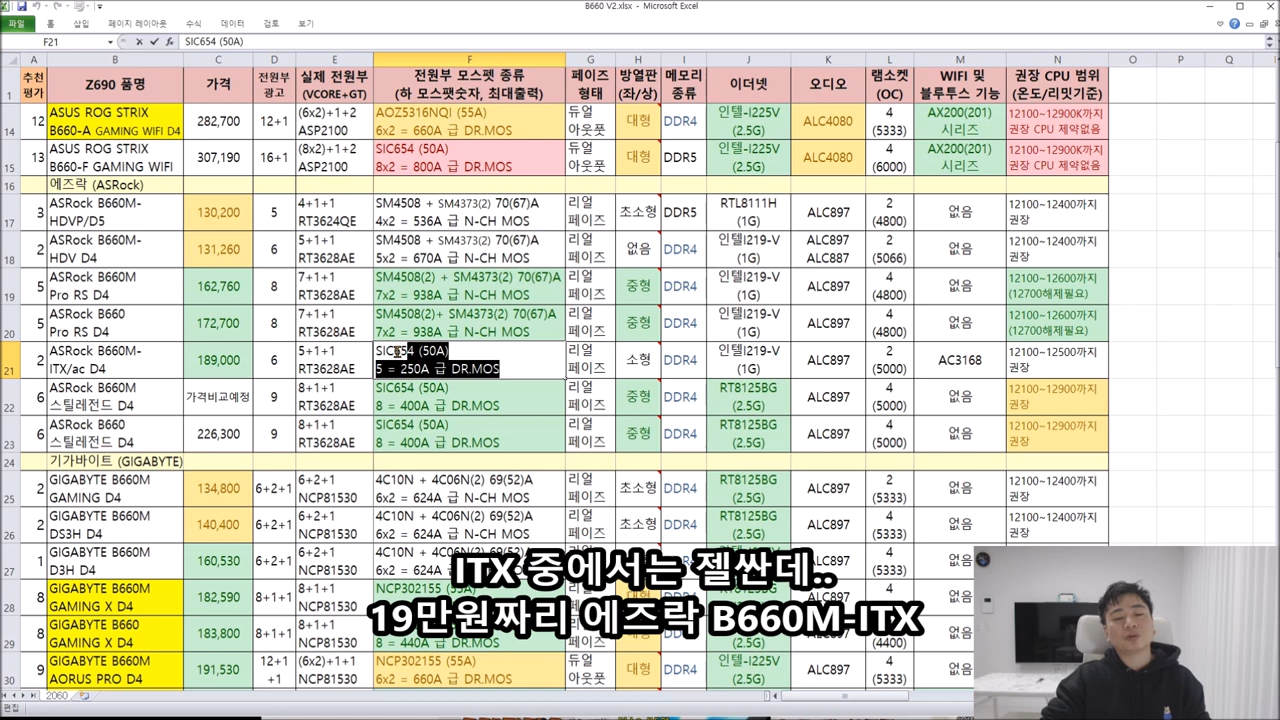 B660 V2.xlsx - Microsoft Excel
파일 홈 삽입 페이지 레이아웃 수식 데이터 검토 보기
F21 fx SIC654 (50A)
A B C D E F G H I J K L M N O P Q R
1 추천 평가 Z690 품명 가격 전원부 광고 실제 전원부 (VCORE+GT) 전원부 모스펫 종류 (하 모스팻숫자, 최대출력) 페이즈 형태 방열판 (좌/상) 메모리 종류 이더넷 오디오 램소켓 (OC) WIFI 및 블루투스 기능 권장 CPU 범위 (온도/리밋기준)
14 12 ASUS ROG STRIX B660-A GAMING WIFI D4 282,700 12+1 (6x2)+1+2 ASP2100 AOZ5316NQI (55A) 6x2 = 660A 급 DR.MOS 듀얼 아웃풋 대형 DDR4 인텔-I225V (2.5G) ALC4080 4 (5333) AX200(201) 시리즈 12100~12900K까지 권장 CPU 제약없음
15 13 ASUS ROG STRIX B660-F GAMING WIFI 307,190 16+1 (8x2)+1+2 ASP2100 SIC654 (50A) 8x2 = 800A 급 DR.MOS 듀얼 아웃풋 대형 DDR5 인텔-I225V (2.5G) ALC4080 4 (6000) AX200(201) 시리즈 12100~12900K까지 권장 CPU 제약없음
16 에즈락 (ASRock)
17 3 ASRock B660M-HDVP/D5 130,200 5 4+1+1 RT3624QE SM4508 + SM4373(2) 70(67)A 4x2 = 536A 급 N-CH MOS 리얼 페이즈 초소형 DDR5 RTL8111H (1G) ALC897 2 (4800) 없음 12100~12400까지 권장
18 2 ASRock B660M-HDV D4 131,260 6 5+1+1 RT3628AE SM4508 + SM4373(2) 70(67)A 5x2 = 670A 급 N-CH MOS 리얼 페이즈 없음 DDR4 인텔I219-V (1G) ALC887 2 (5066) 없음 12100~12400까지 권장
19 5 ASRock B660M Pro RS D4 162,760 8 7+1+1 RT3628AE SM4508(2) + SM4373(2) 70(67)A 7x2 = 938A 급 N-CH MOS 리얼 페이즈 중형 DDR4 인텔I219-V (1G) ALC897 4 (4800) 없음 12100~12600까지 (12700해제필요)
20 5 ASRock B660 Pro RS D4 172,700 8 7+1+1 RT3628AE SM4508(2)+ SM4373(2) 70(67)A 7x2 = 938A 급 N-CH MOS 리얼 페이즈 중형 DDR4 인텔I219-V (1G) ALC897 4 (4800) 없음 12100~12600까지 (12700해제필요)
21 2 ASRock B660M-ITX/ac D4 189,000 6 5+1+1 RT3628AE SIC654 (50A) 5 = 250A 급 DR.MOS 리얼 페이즈 소형 DDR4 인텔I219-V (1G) ALC897 2 (5000) AC3168 12100~12500까지 권장
22 6 ASRock B660M 스틸레전드 D4 가격비교예정 9 8+1+1 RT3628AE SIC654 (50A) 8 = 400A 급 DR.MOS 리얼 페이즈 중형 DDR4 RT8125BG (2.5G) ALC897 4 (5000) 없음 12100~12900까지 권장
23 6 ASRock B660 스틸레전드 D4 226,300 9 8+1+1 RT3628AE SIC654 (50A) 8 = 400A 급 DR.MOS 리얼 페이즈 중형 DDR4 RT8125BG (2.5G) ALC897 4 (5000) 없음 12100~12900까지 권장
24 기가바이트 (GIGABYTE)
25 2 GIGABYTE B660M GAMING D4 134,800 6+2+1 6+2+1 NCP81530 4C10N + 4C06N(2) 69(52)A 6x2 = 624A 급 N-CH MOS 리얼 페이즈 초소형 DDR4 RT8125BG (2.5G) ALC897 2 (5333) 없음 12100~12400까지 권장
26 2 GIGABYTE B660M DS3H D4 140,400 6+2+1 6+2+1 NCP81530 4C10N + 4C06N(2) 69(52)A 6x2 = 624A 급 N-CH MOS 리얼 페이즈 초소형 DDR4 RT8125BG (2.5G) ALC897 4 (5333) 없음 12100~12400까지 권장
27 1 GIGABYTE B660M D3H D4 160,530 6+2+1 6+2+1 NCP81530 4C10N + 4C06N(2) 69(52)A
28 8 GIGABYTE B660M GAMING X D4 182,590 8+1+1 8+1+1 NCP81530 NCP302155 (55A)
29 8 GIGABYTE B660 GAMING X D4 183,800 8+1+1 8+1+1 NCP81530 (4400)
30 9 GIGABYTE B660M AORUS PRO D4 191,530 12+1 +1 (6x2)+1+1 NCP81530 NCP302155 (55A) 6x2 = 660A 급 DR.MOS 듀얼 아웃풋 대형 DDR4 인텔-I225V (2.5G) ALC897 4 (5333) 없음
ITX 중에서는 젤싼데..
19만원짜리 에즈락 B660M-ITX
2060
편집